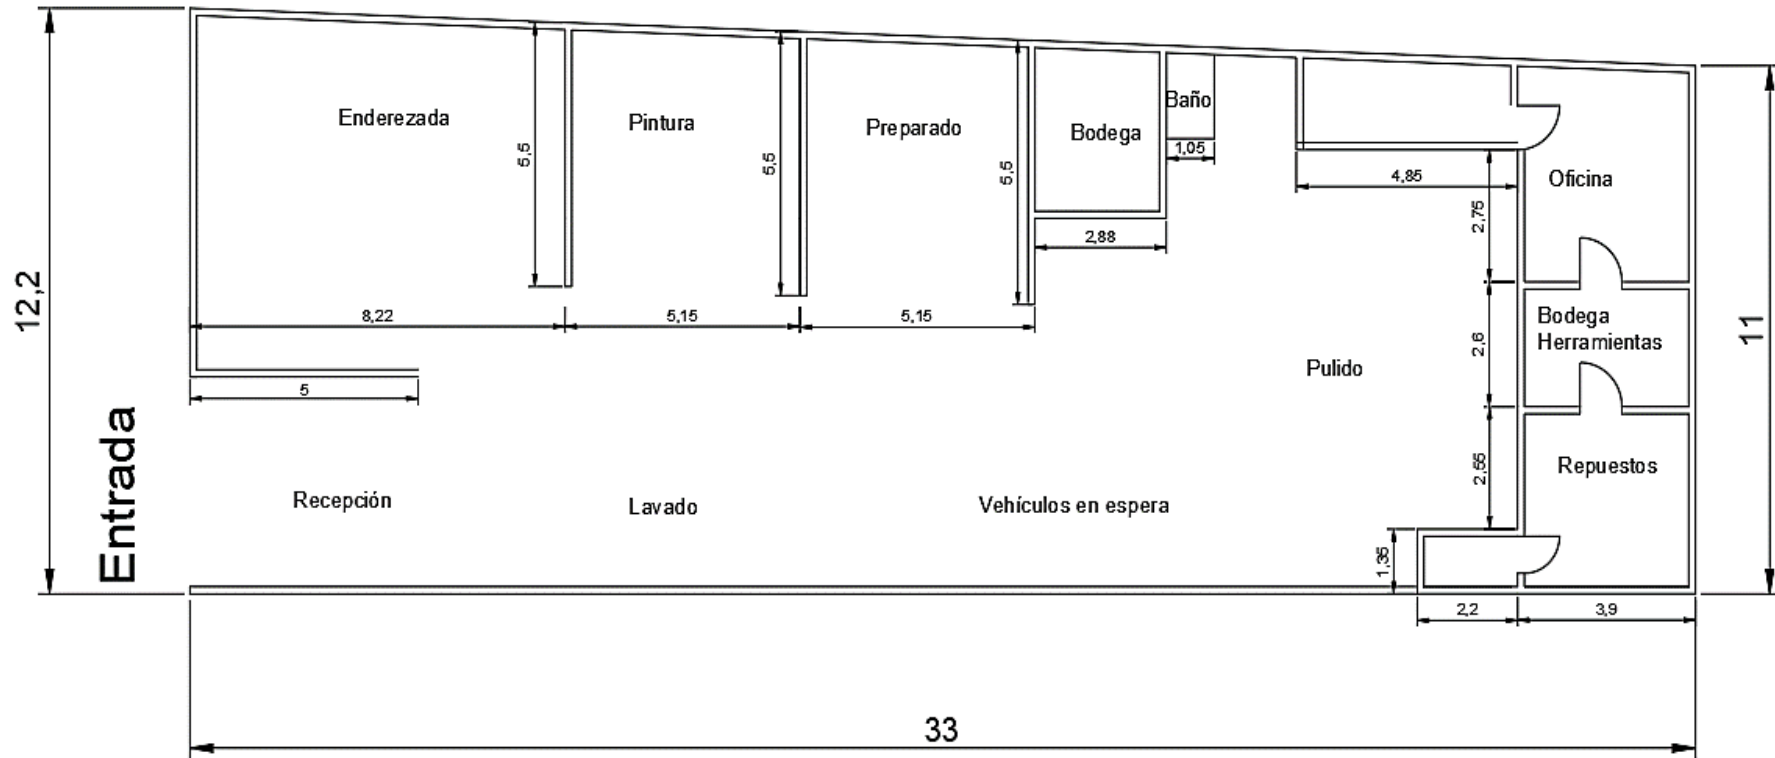 Enderezada
Pintura
Preparado
Bodega
Baño
1,05
4,85
Oficina
5,5
5,5
5,5
2,75
2,88
12,2
8,22
5,15
5,15
Bodega
Herramientas
2,6
11
Pulido
5
Entrada
Recepción
Lavado
Vehículos en espera
2,55
Repuestos
1,35
2,2
3,9
33